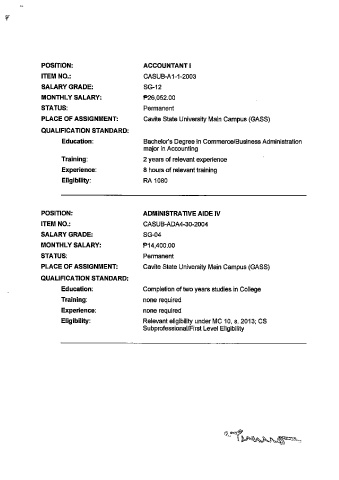 POSITION: ACCOUNTANT I
ITEM NO.: CASUB-A1-1-2003
SALARY GRADE: SG-12
MONTHLY SALARY: ₱26,052.00
STATUS: Permanent
PLACE OF ASSIGNMENT: Cavite State University Main Campus (GASS)
QUALIFICATION STANDARD:
Education: Bachelor's Degree in Commerce/Business Administration
major in Accounting
Training: 2 years of relevant experience
Experience: 8 hours of relevant training
Eligibility: RA 1080
POSITION: ADMINISTRATIVE AIDE IV
ITEM NO.: CASUB-ADA4-30-2004
SALARY GRADE: SG-04
MONTHLY SALARY: ₱14,400.00
STATUS: Permanent
PLACE OF ASSIGNMENT: Cavite State University Main Campus (GASS)
QUALIFICATION STANDARD:
Education: Completion of two years studies in College
Training: none required
Experience: none required
Eligibility: Relevant eligibility under MC 10, s. 2013; CS
Subprofessional/First Level Eligibility